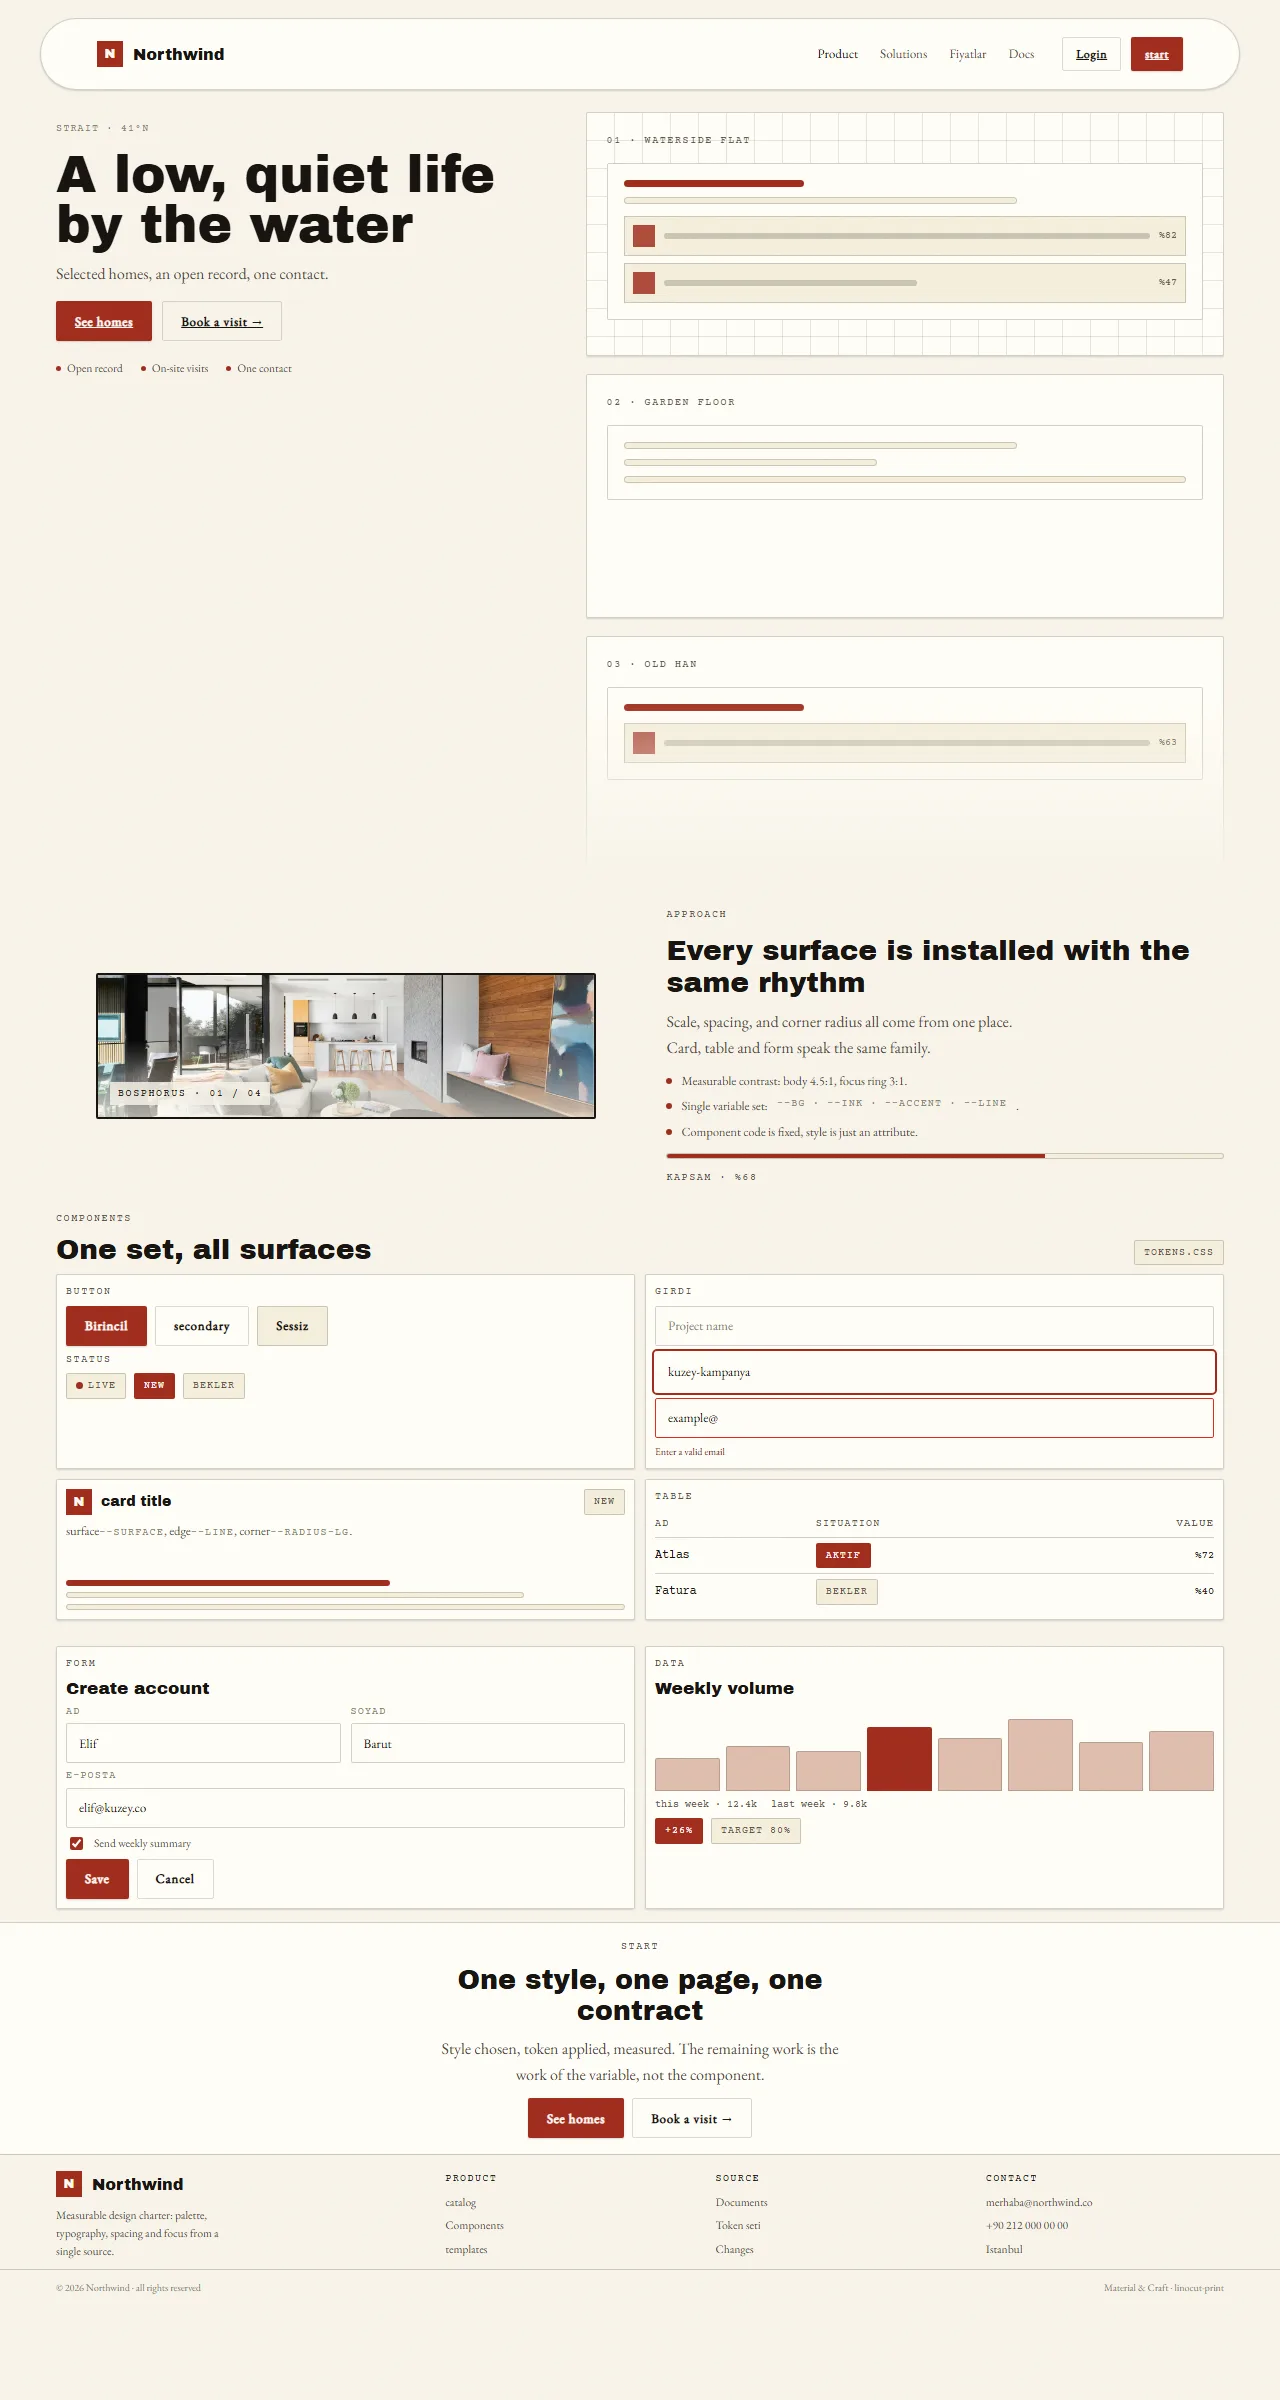 N Northwind
Product Solutions Fiyatlar Docs Login start
STRAIT · 41°N
A low, quiet life
by the water
Selected homes, an open record, one contact.
See homes Book a visit →
Open record On-site visits One contact
01 · WATERSIDE FLAT
%82
%47
02 · GARDEN FLOOR
03 · OLD HAN
%63
BOSPHORUS · 01 / 04
APPROACH
Every surface is installed with the
same rhythm
Scale, spacing, and corner radius all come from one place.
Card, table and form speak the same family.
Measurable contrast: body 4.5:1, focus ring 3:1.
Single variable set: --BG · --INK · --ACCENT · --LINE .
Component code is fixed, style is just an attribute.
KAPSAM · %68
COMPONENTS
One set, all surfaces
TOKENS.CSS
BUTTON
Birincil secondary Sessiz
STATUS
LIVE NEW BEKLER
GIRDI
Project name
kuzey-kampanya
example@
Enter a valid email
N card title NEW
surface--SURFACE, edge--LINE, corner--RADIUS-LG.
TABLE
AD SITUATION VALUE
Atlas AKTIF %72
Fatura BEKLER %40
FORM
Create account
AD SOYAD
Elif Barut
E-POSTA
elif@kuzey.co
Send weekly summary
Save Cancel
DATA
Weekly volume
this week · 12.4k last week · 9.8k
+26% TARGET 80%
START
One style, one page, one
contract
Style chosen, token applied, measured. The remaining work is the
work of the variable, not the component.
See homes Book a visit →
N Northwind
Measurable design charter: palette,
typography, spacing and focus from a
single source.
PRODUCT
catalog
Components
templates
SOURCE
Documents
Token seti
Changes
CONTACT
merhaba@northwind.co
+90 212 000 00 00
Istanbul
© 2026 Northwind · all rights reserved
Material & Craft · linocut-print